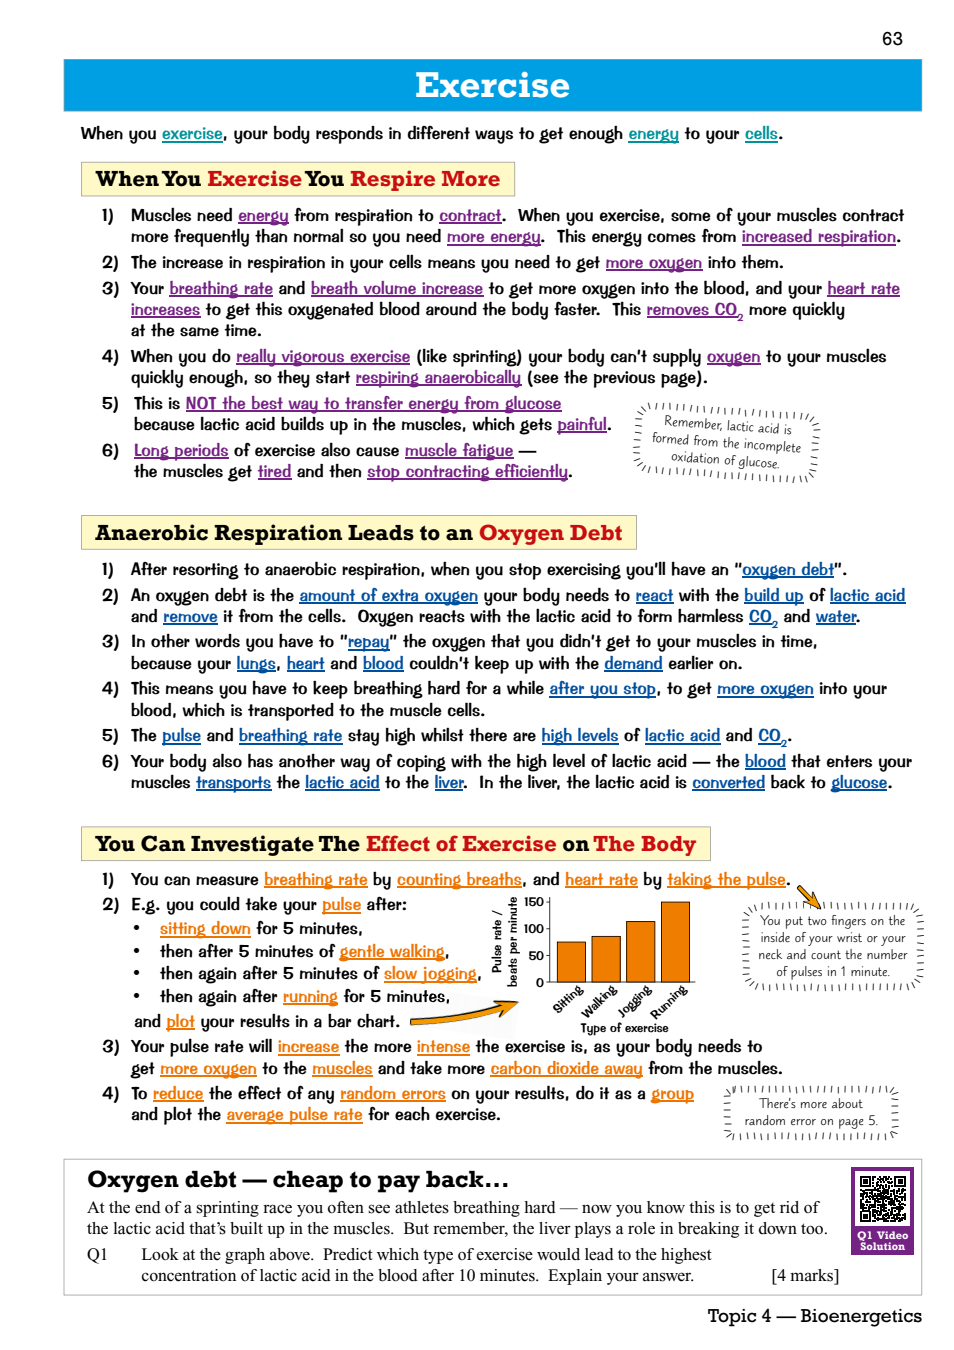 63
Exercise
When you exercise, your body responds in different ways to get enough energy to your cells.
When You Exercise You Respire More
1) Muscles need energy from respiration to contract. When you exercise, some of your muscles contract
more frequently than normal so you need more energy. This energy comes from increased respiration.
2) The increase in respiration in your cells means you need to get more oxygen into them.
3) Your breathing rate and breath volume increase to get more oxygen into the blood, and your heart rate
increases to get this oxygenated blood around the body faster. This removes CO₂ more quickly
at the same time.
4) When you do really vigorous exercise (like sprinting) your body can't supply oxygen to your muscles
quickly enough, so they start respiring anaerobically (see the previous page).
5) This is NOT the best way to transfer energy from glucose
because lactic acid builds up in the muscles, which gets painful.
6) Long periods of exercise also cause muscle fatigue —
the muscles get tired and then stop contracting efficiently.
Remember, lactic acid is
formed from the incomplete
oxidation of glucose.
Anaerobic Respiration Leads to an Oxygen Debt
1) After resorting to anaerobic respiration, when you stop exercising you'll have an "oxygen debt".
2) An oxygen debt is the amount of extra oxygen your body needs to react with the build up of lactic acid
and remove it from the cells. Oxygen reacts with the lactic acid to form harmless CO₂ and water.
3) In other words you have to "repay" the oxygen that you didn't get to your muscles in time,
because your lungs, heart and blood couldn't keep up with the demand earlier on.
4) This means you have to keep breathing hard for a while after you stop, to get more oxygen into your
blood, which is transported to the muscle cells.
5) The pulse and breathing rate stay high whilst there are high levels of lactic acid and CO₂.
6) Your body also has another way of coping with the high level of lactic acid — the blood that enters your
muscles transports the lactic acid to the liver. In the liver, the lactic acid is converted back to glucose.
You Can Investigate The Effect of Exercise on The Body
1) You can measure breathing rate by counting breaths, and heart rate by taking the pulse.
2) E.g. you could take your pulse after:
• sitting down for 5 minutes,
• then after 5 minutes of gentle walking,
• then again after 5 minutes of slow jogging,
• then again after running for 5 minutes,
and plot your results in a bar chart.
Pulse rate /
beats per minute
150
100
50
0
Sitting
Walking
Jogging
Running
Type of exercise
You put two fingers on the
inside of your wrist or your
neck and count the number
of pulses in 1 minute.
3) Your pulse rate will increase the more intense the exercise is, as your body needs to
get more oxygen to the muscles and take more carbon dioxide away from the muscles.
4) To reduce the effect of any random errors on your results, do it as a group
and plot the average pulse rate for each exercise.
There's more about
random error on page 5.
Oxygen debt — cheap to pay back...
At the end of a sprinting race you often see athletes breathing hard — now you know this is to get rid of
the lactic acid that's built up in the muscles. But remember, the liver plays a role in breaking it down too.
Q1 Look at the graph above. Predict which type of exercise would lead to the highest
concentration of lactic acid in the blood after 10 minutes. Explain your answer. [4 marks]
Q1 Video
Solution
Topic 4 — Bioenergetics